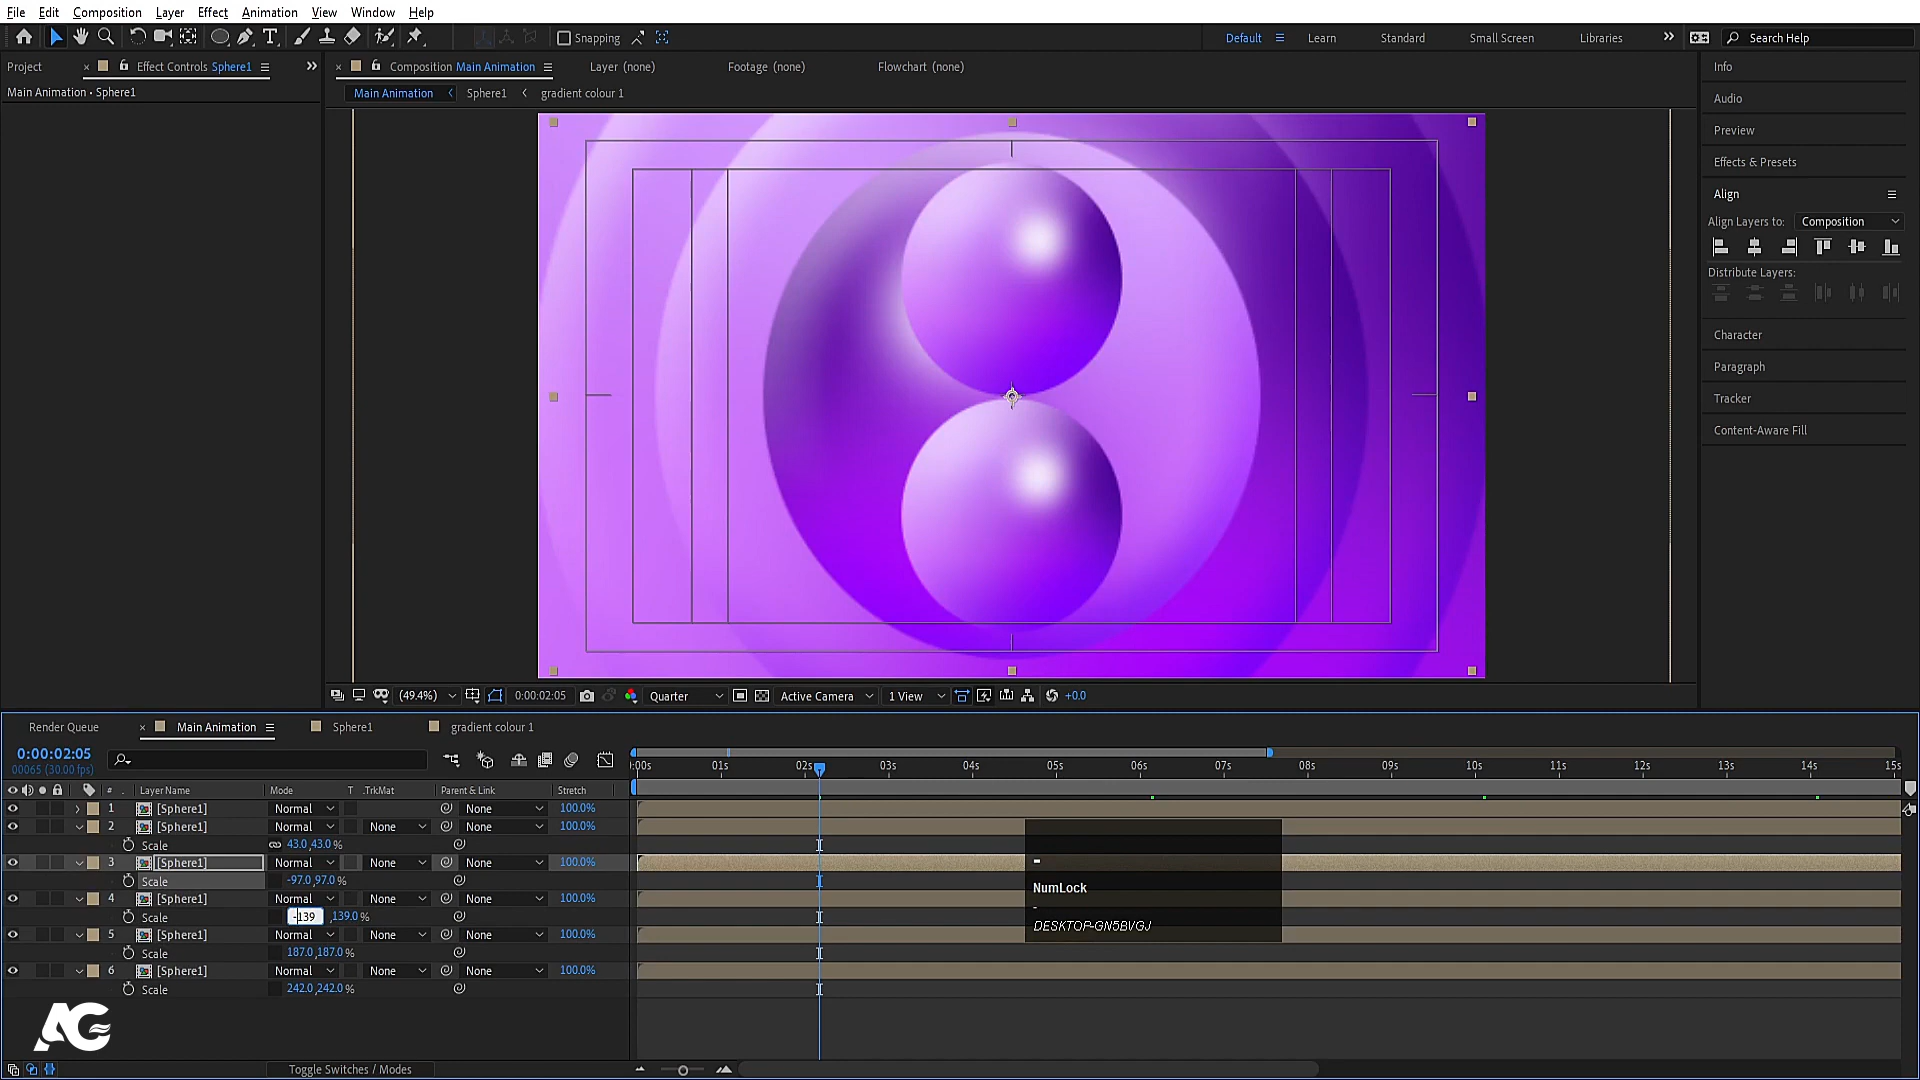 File Edit Composition Layer Effect Animation View Window Help
Snapping Default Learn Standard Small Screen Libraries Search Help
Project Effect Controls Sphere1 Composition Main Animation Layer (none) Footage (none) Flowchart (none) Info
Main Animation • Sphere1 Main Animation Sphere1 gradient colour 1
Audio
Preview
Effects & Presets
Align
Align Layers to: Composition
Distribute Layers:
Character
Paragraph
Tracker
Content-Aware Fill
(49.4%) 0:00:02:05 Quarter Active Camera 1 View +0.0
Render Queue Main Animation Sphere1 gradient colour 1
0:00:02:05
00065 (30.00 fps)
:00s 01s 02s 03s 04s 05s 06s 07s 08s 09s 10s 11s 12s 13s 14s 15s
# Layer Name Mode T .TrkMat Parent & Link Stretch
1 [Sphere1] Normal None 100.0%
2 [Sphere1] Normal None None 100.0%
Scale 43.0,43.0 %
3 [Sphere1] Normal None None 100.0%
Scale -97.0,97.0 %
4 [Sphere1] Normal None None 100.0%
Scale -139 ,139.0 %
5 [Sphere1] Normal None None 100.0%
Scale 187.0,187.0 %
6 [Sphere1] Normal None None 100.0%
Scale 242.0,242.0 %
-
NumLock
-
DESKTOP-GN5BVGJ
AG
Toggle Switches / Modes